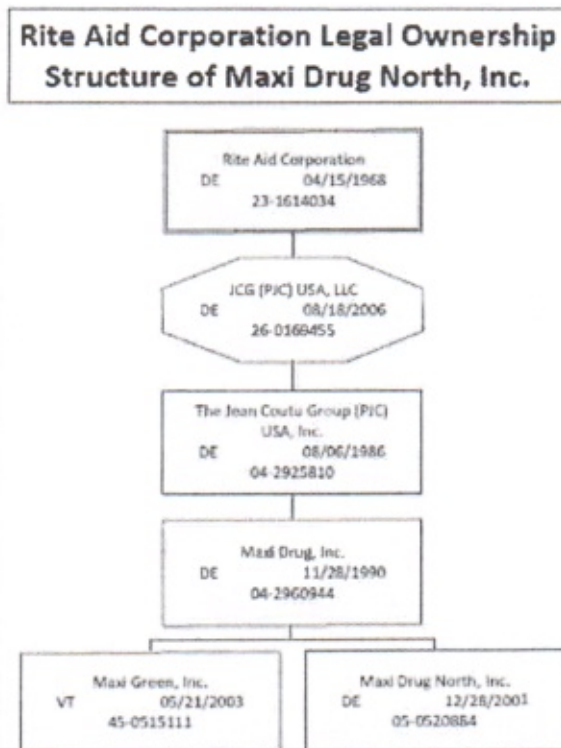 Rite Aid Corporation Legal Ownership
Structure of Maxi Drug North, Inc.
Rite Aid Corporation
DE 04/15/1968
23-1614034
JCG (PJC) USA, LLC
DE 08/18/2006
26-0169455
The Jean Coutu Group (PJC)
USA, Inc.
DE 08/06/1986
04-2925810
Maxi Drug, Inc.
DE 11/28/1990
04-2960944
Maxi Green, Inc.
VT 05/21/2003
45-0515111
Maxi Drug North, Inc.
DE 12/28/2001
05-0520884